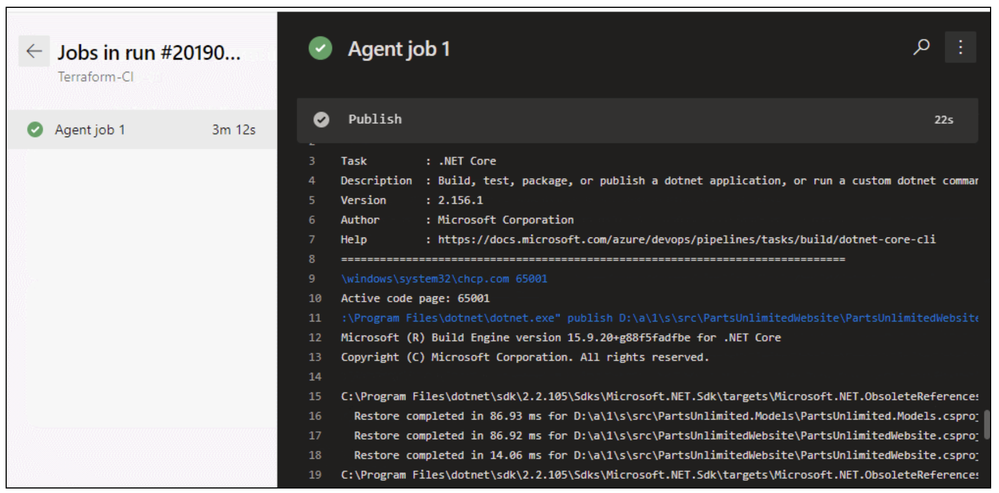 Jobs in run #20190...
Terraform-CI
Agent job 1 3m 12s
Agent job 1
Publish 22s
3 Task : .NET Core
4 Description : Build, test, package, or publish a dotnet application, or run a custom dotnet
5 Version : 2.156.1
6 Author : Microsoft Corporation
7 Help : https://docs.microsoft.com/azure/devops/pipelines/tasks/build/dotnet-core-cli
8 ==============================================================================
9 \windows\system32\chcp.com 65001
10 Active code page: 65001
11 :\Program Files\dotnet\dotnet.exe" publish D:\a\1\s\src\PartsUnlimitedWebsite\PartsUnlimitedWebsite
12 Microsoft (R) Build Engine version 15.9.20+g88f5fadfbe for .NET Core
13 Copyright (C) Microsoft Corporation. All rights reserved.
14
15 C:\Program Files\dotnet\sdk\2.2.105\Sdks\Microsoft.NET.Sdk\targets\Microsoft.NET.ObsoleteReferences
16 Restore completed in 86.93 ms for D:\a\1\s\src\PartsUnlimited.Models\PartsUnlimited.Models.csproj
17 Restore completed in 86.92 ms for D:\a\1\s\src\PartsUnlimitedWebsite\PartsUnlimitedWebsite.csproj
18 Restore completed in 14.06 ms for D:\a\1\s\src\PartsUnlimitedWebsite\PartsUnlimitedWebsite.csproj
19 C:\Program Files\dotnet\sdk\2.2.105\Sdks\Microsoft.NET.Sdk\targets\Microsoft.NET.ObsoleteReferences